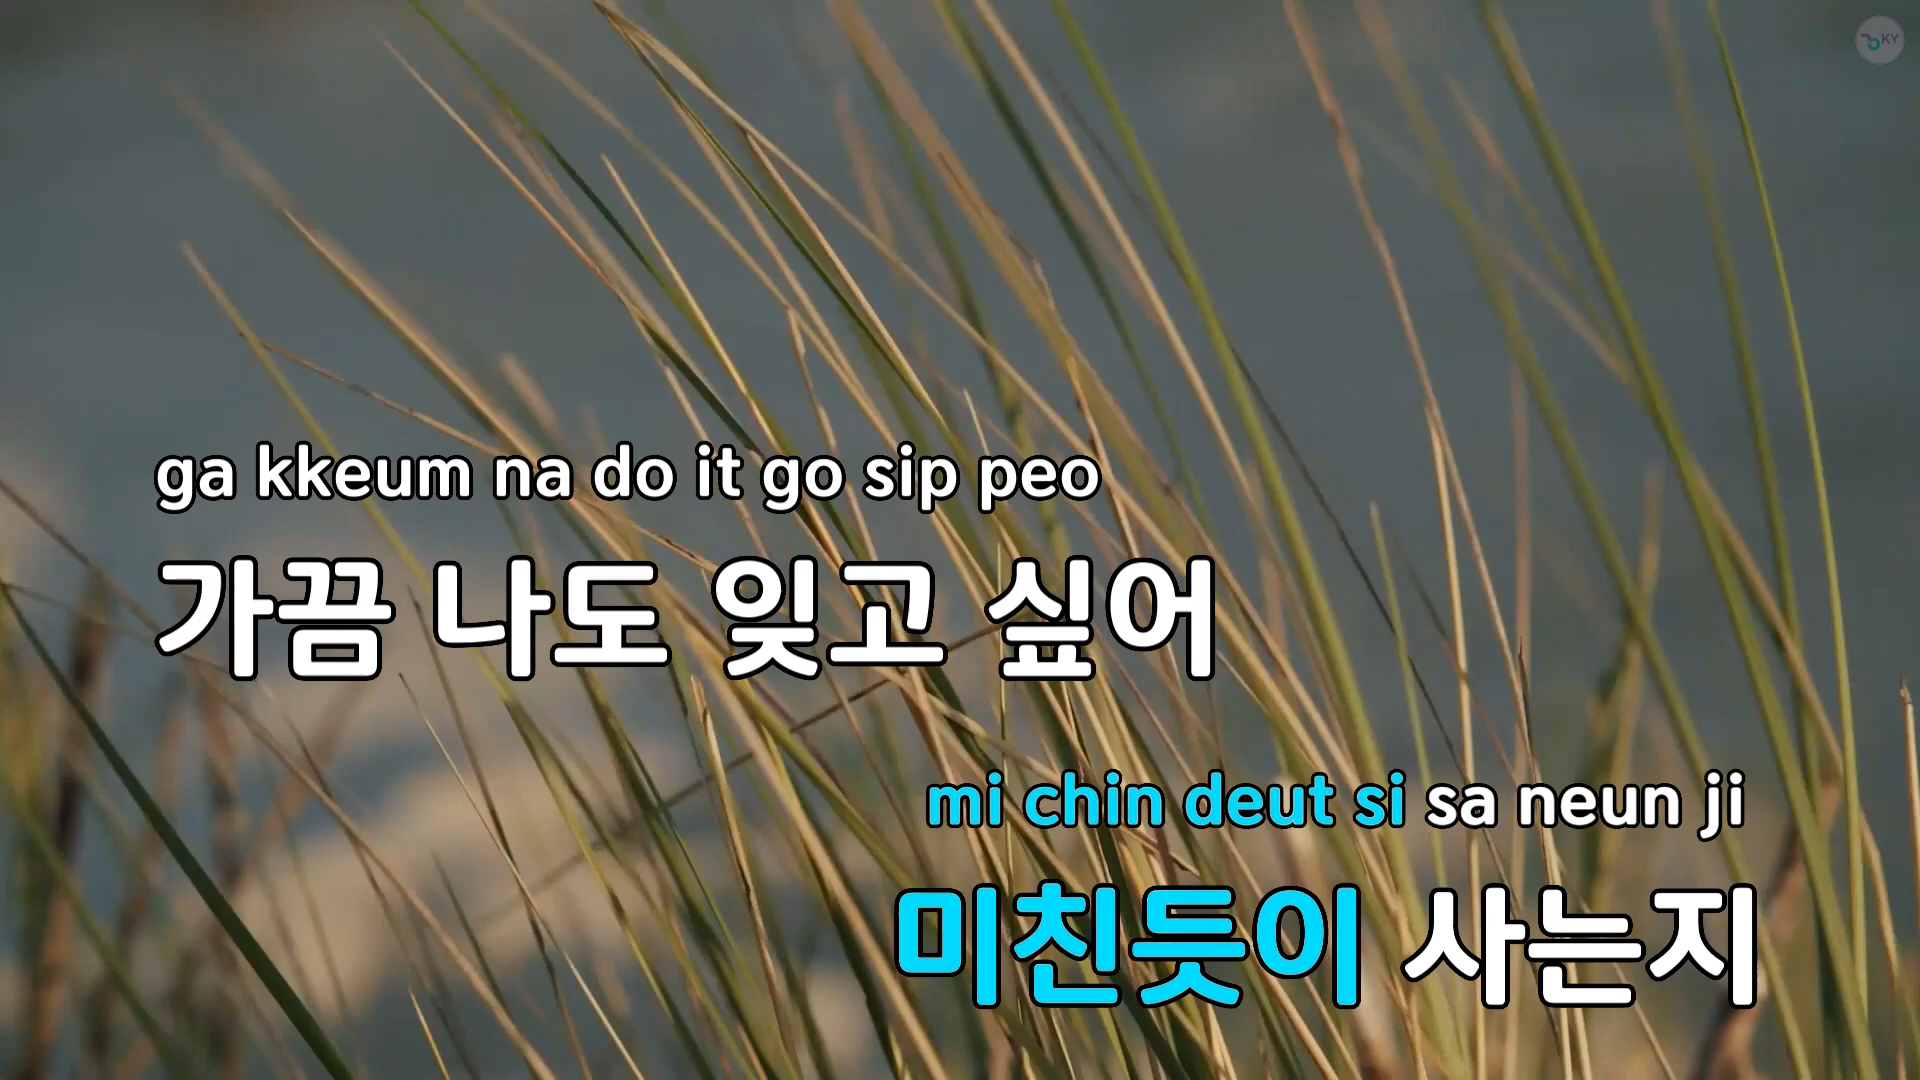 KY
ga kkeum na do it go sip peo
가끔 나도 잊고 싶어
mi chin deut si sa neun ji
미친듯이 사는지